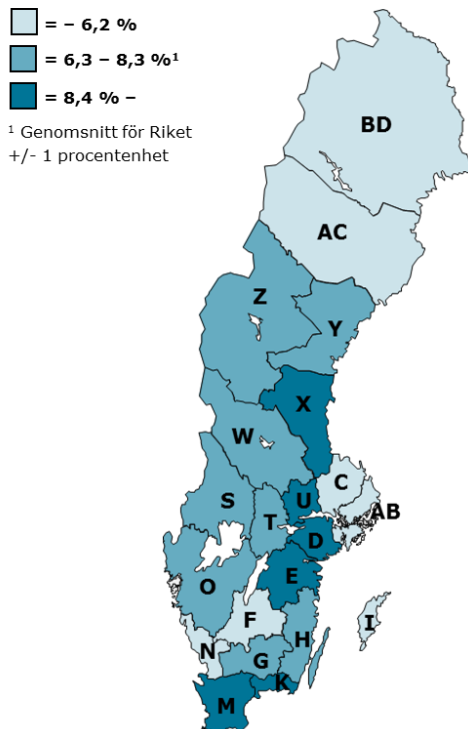 = – 6,2 %
= 6,3 – 8,3 %¹
= 8,4 % –
¹ Genomsnitt för Riket
+/- 1 procentenhet
BD
AC
Z
Y
X
W
C
U
AB
S
T
D
E
O
F
I
H
N
G
K
M